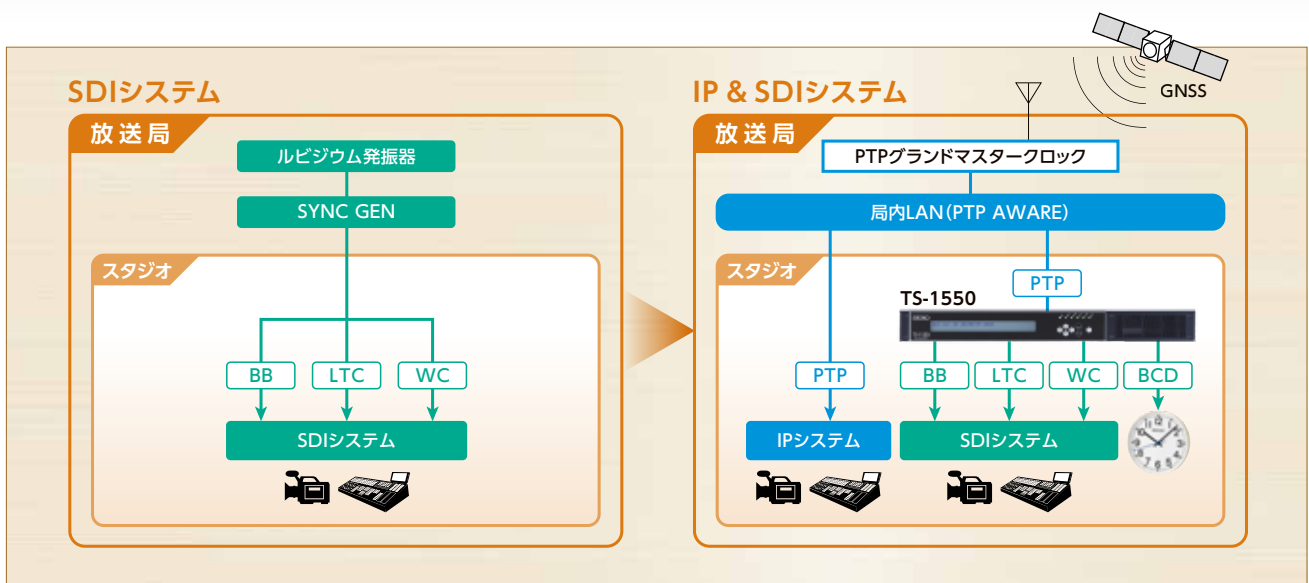 SDIシステム
放送局
ルビジウム発振器
SYNC GEN
スタジオ
BB
LTC
WC
SDIシステム
IP & SDIシステム
GNSS
放送局
PTPグランドマスタークロック
局内LAN(PTP AWARE)
スタジオ
PTP
TS-1550
PTP
BB
LTC
WC
BCD
IPシステム
SDIシステム